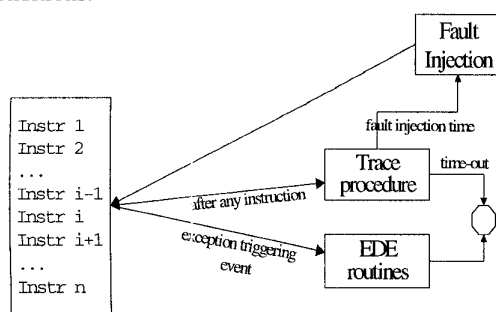 Fault
Injection
fault injection time
Instr 1
Instr 2
...
Instr i-1
Instr i
Instr i+1
...
Instr n
Trace
procedure
time-out
after any instruction
exception triggering
event
EDE
routines